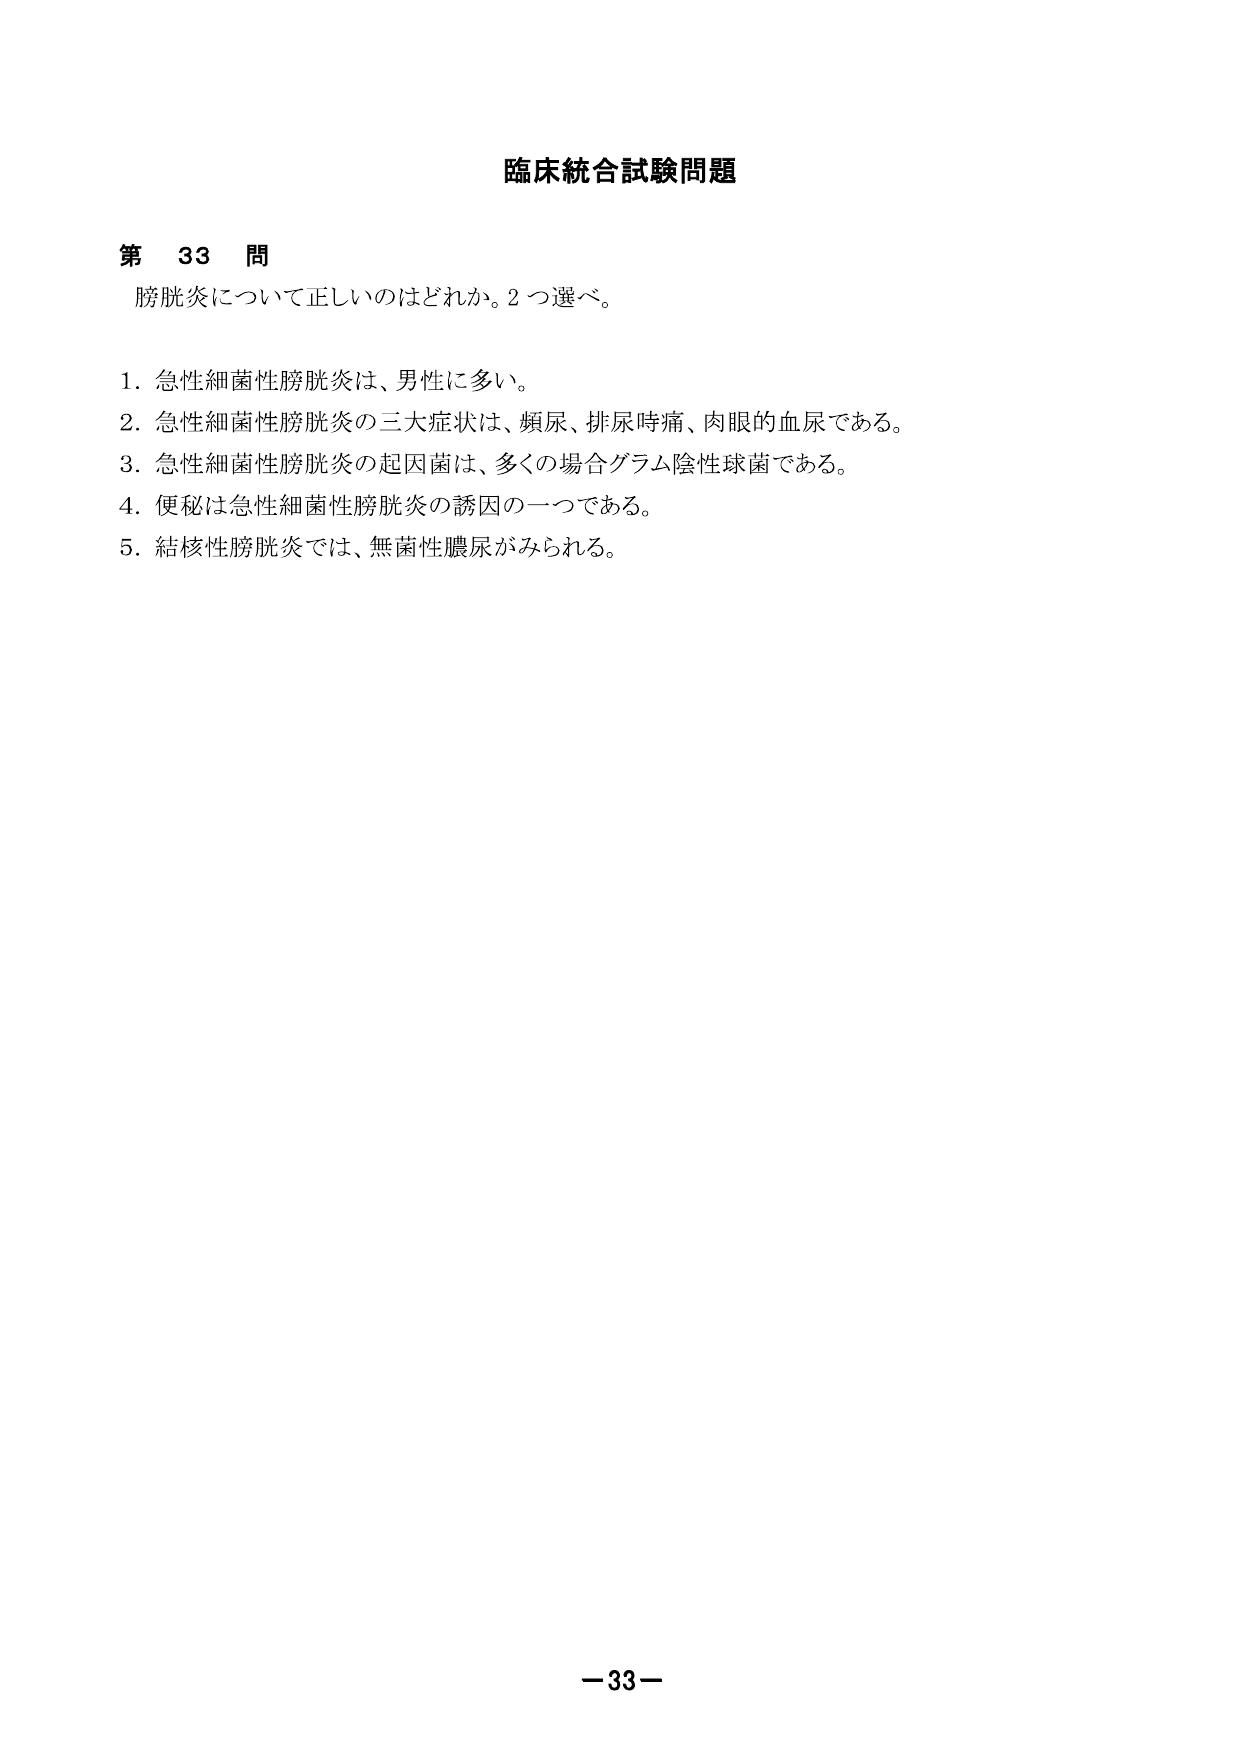 臨床統合試験問題
第 33 問
膀胱炎について正しいのはどれか。2つ選べ。
1. 急性細菌性膀胱炎は、男性に多い。
2. 急性細菌性膀胱炎の三大症状は、頻尿、排尿時痛、肉眼的血尿である。
3. 急性細菌性膀胱炎の起因菌は、多くの場合グラム陰性球菌である。
4. 便秘は急性細菌性膀胱炎の誘因の一つである。
5. 結核性膀胱炎では、無菌性膿尿がみられる。
－33－